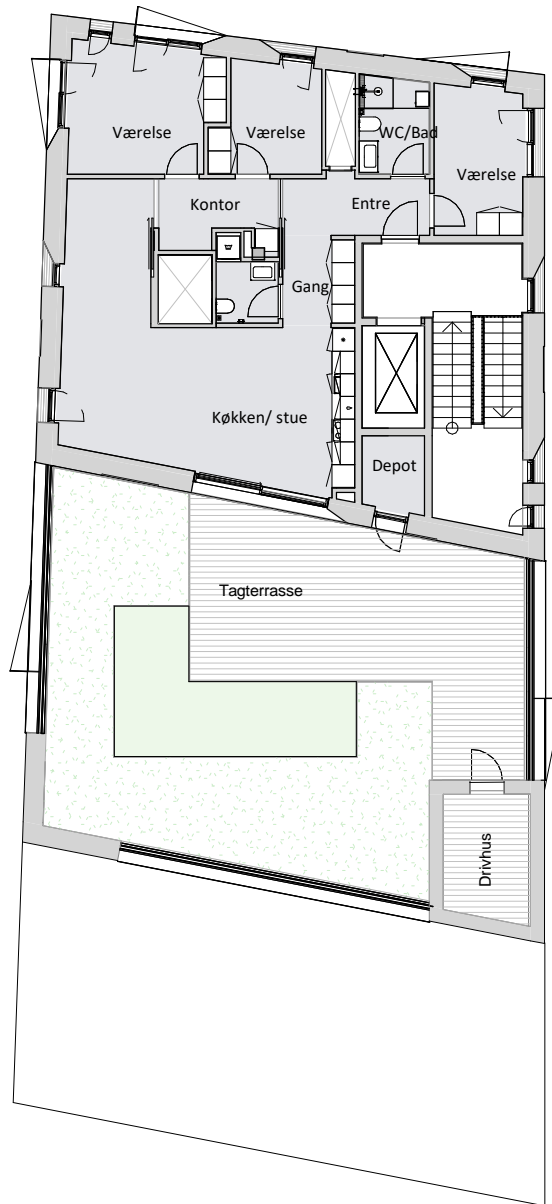 Værelse
Værelse
WC/Bad
Værelse
Kontor
Entre
Gang
Køkken/ stue
Depot
Tagterrasse
Drivhus